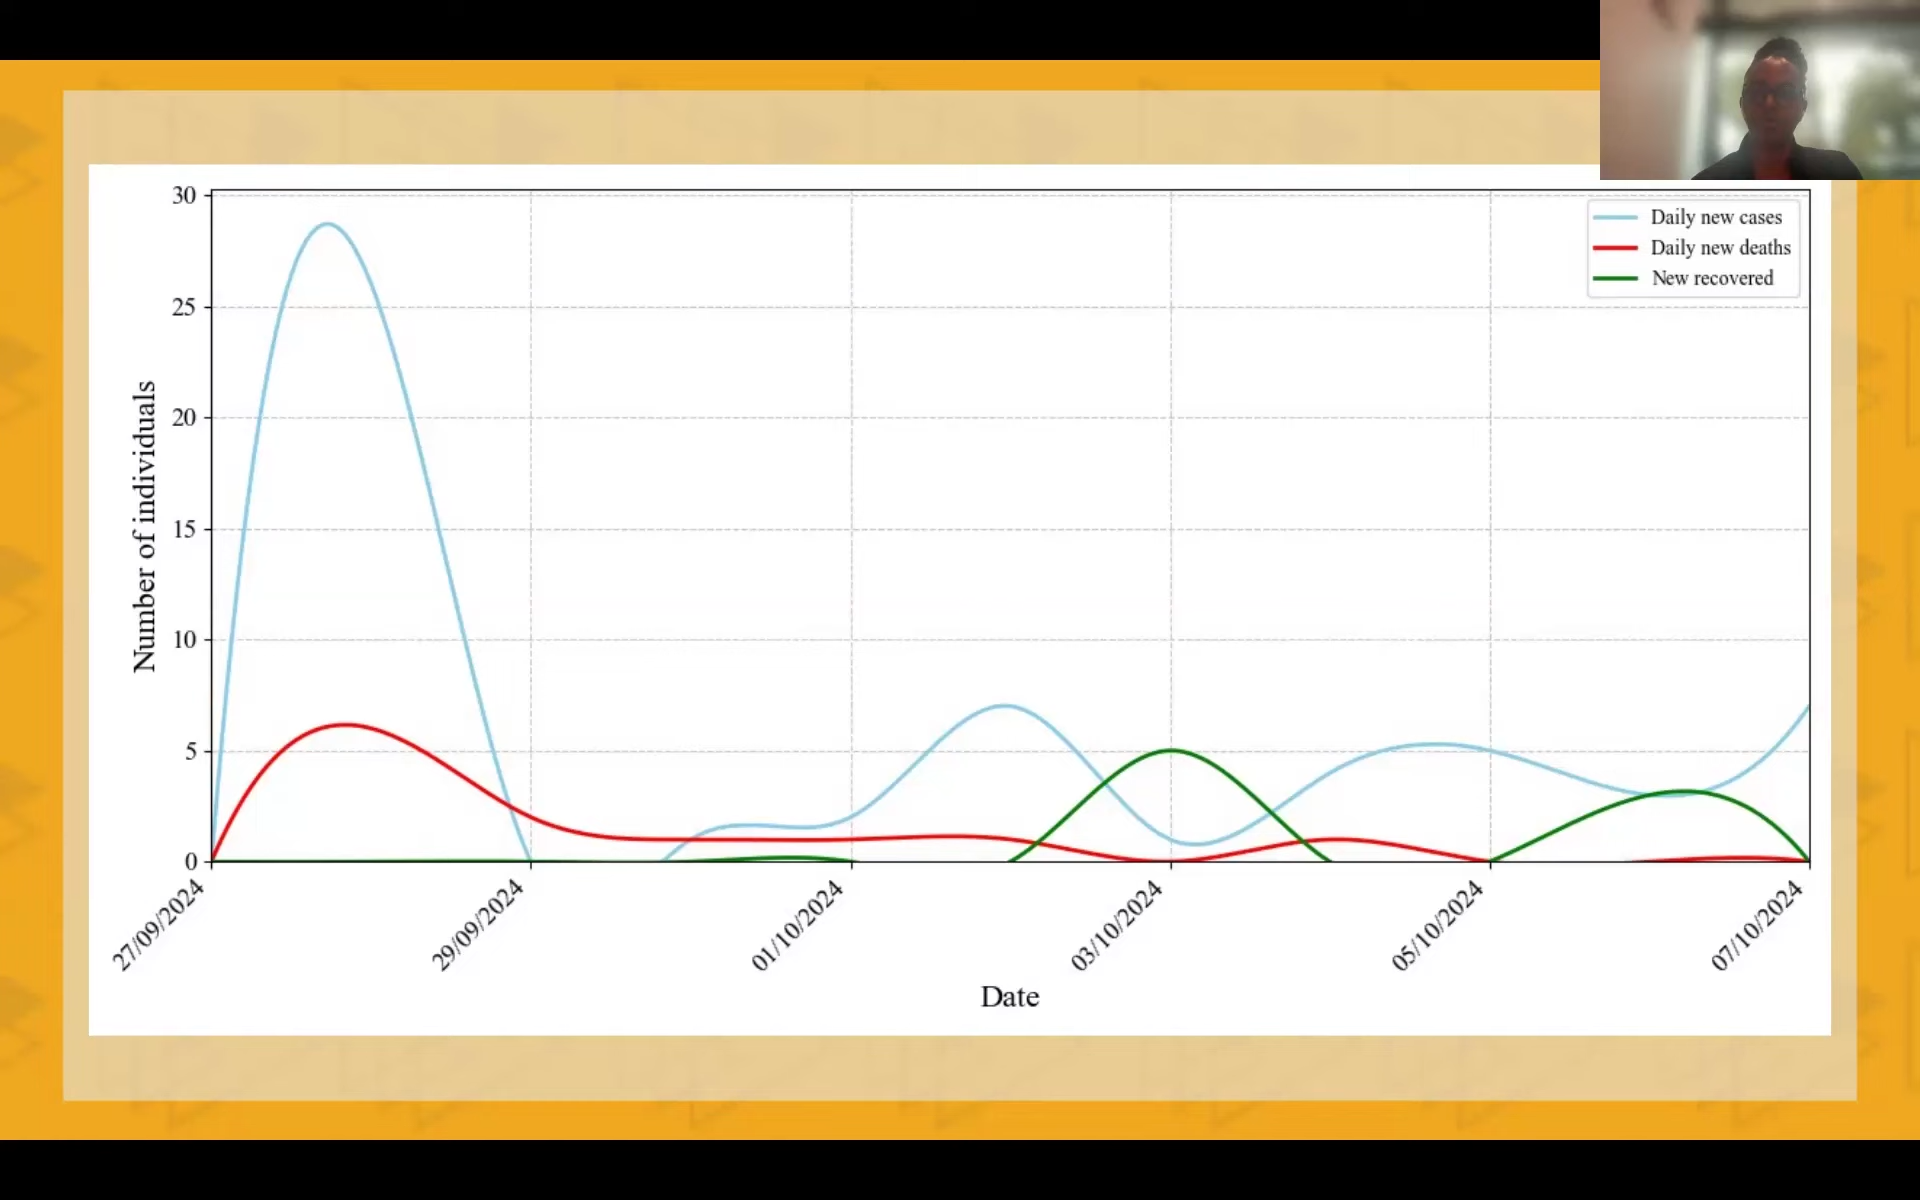 30
25
20
15
10
5
0
Number of individuals
Daily new cases
Daily new deaths
New recovered
27/09/2024
29/09/2024
01/10/2024
03/10/2024
05/10/2024
07/10/2024
Date